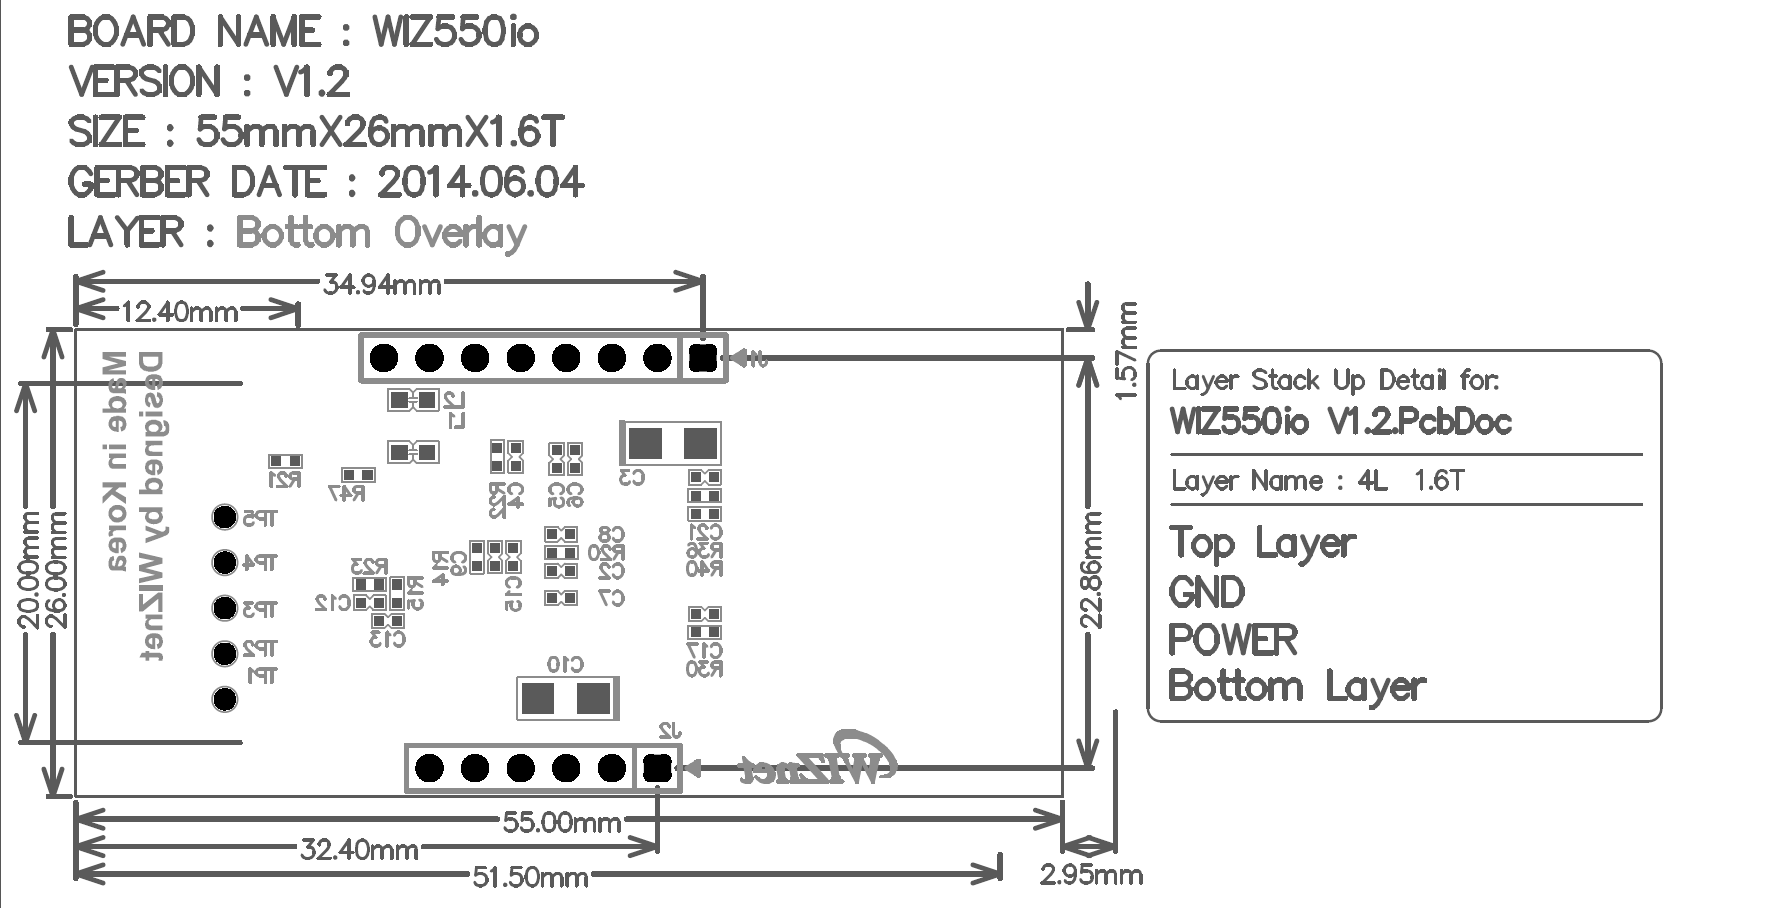 BOARD NAME : WIZ550io
VERSION : V1.2
SIZE : 55mmX26mmX1.6T
GERBER DATE : 2014.06.04
LAYER : Bottom Overlay
34.94mm
12.40mm
1.57mm
J1
Designed by WIZnet
Made in Korea
L2
L1
C3
R21
R47
R32
C4
C5
C6
C21
R36
R40
TP5
TP4
TP3
TP2
TP1
C8
R20
C2
C7
R14
C9
C15
R23
C12
R15
C13
C17
R30
C10
J2
WIZnet
20.00mm
26.00mm
22.86mm
55.00mm
32.40mm
51.50mm
2.95mm
Layer Stack Up Detail for:
WIZ550io V1.2.PcbDoc
Layer Name : 4L 1.6T
Top Layer
GND
POWER
Bottom Layer